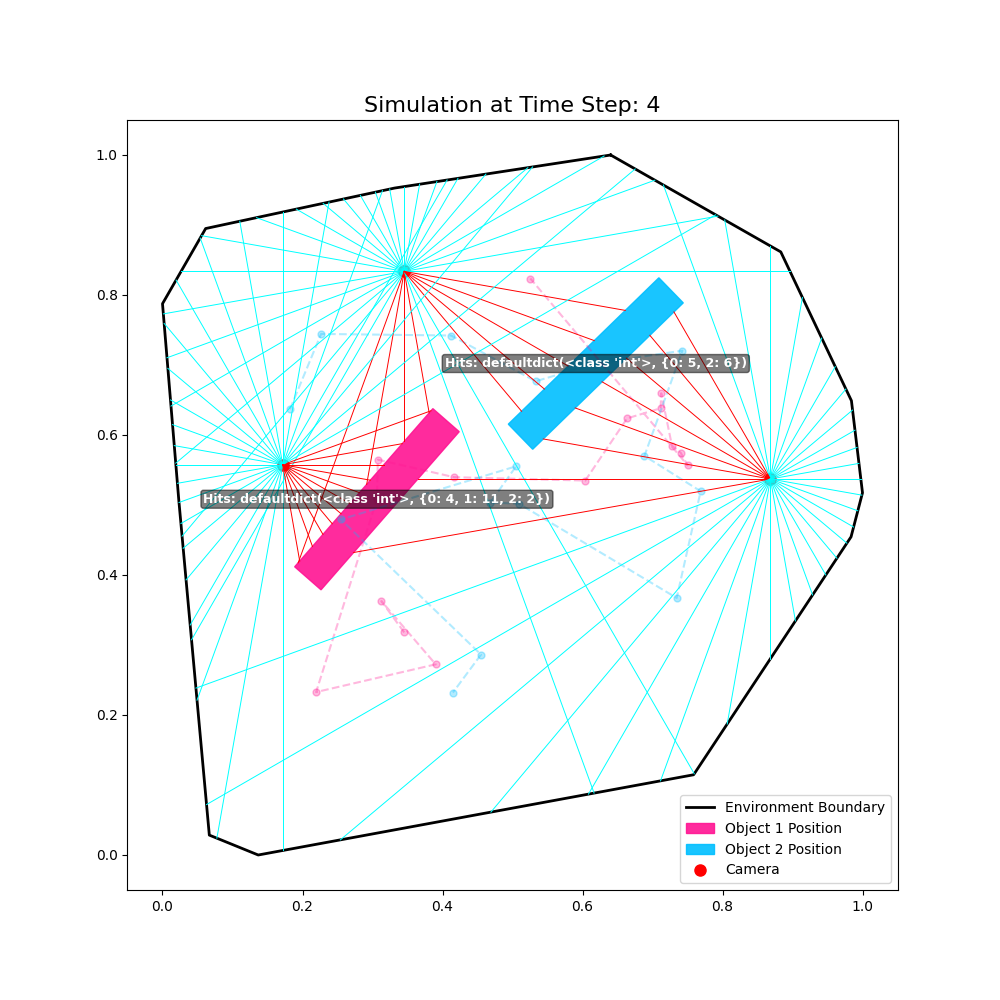 Simulation at Time Step: 4
1.0
0.8
Hits: defaultdict(<class 'int'>, {0: 5, 2: 6})
0.6
Hits: defaultdict(<class 'int'>, {0: 4, 1: 11, 2: 2})
0.4
0.2
Environment Boundary
Object 1 Position
Object 2 Position
Camera
0.0
0.0 0.2 0.4 0.6 0.8 1.0